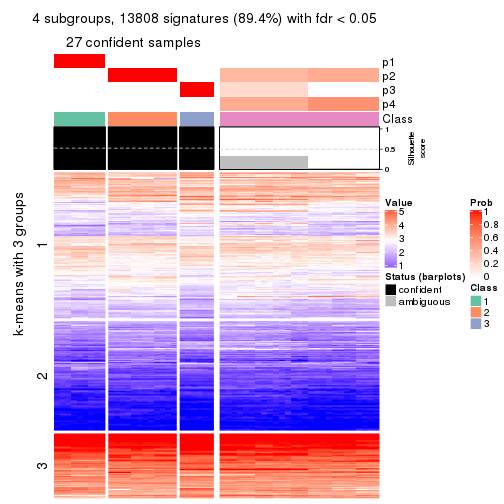 4 subgroups, 13808 signatures (89.4%) with fdr < 0.05
27 confident samples
p1
p2
p3
p4
Class
1
0.5
0
Silhouette
score
k-means with 3 groups
1
2
3
Value
5
4
3
2
1
Status (barplots)
confident
ambiguous
Prob
1
0.8
0.6
0.4
0.2
0
Class
1
2
3